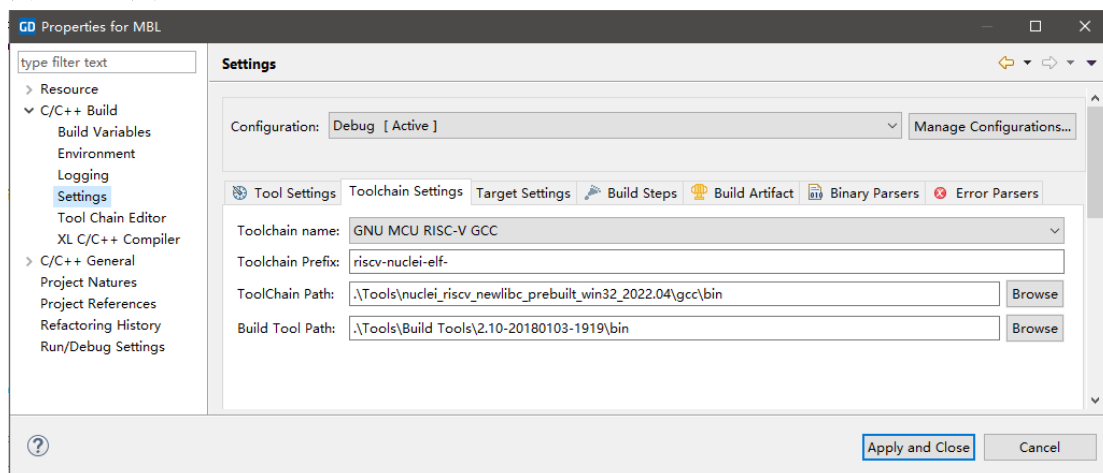 GD Properties for MBL
type filter text
Resource
C/C++ Build
Build Variables
Environment
Logging
Settings
Tool Chain Editor
XL C/C++ Compiler
C/C++ General
Project Natures
Project References
Refactoring History
Run/Debug Settings
Settings
Configuration: Debug [ Active ] Manage Configurations...
Tool Settings Toolchain Settings Target Settings Build Steps Build Artifact Binary Parsers Error Parsers
Toolchain name: GNU MCU RISC-V GCC
Toolchain Prefix: riscv-nuclei-elf-
ToolChain Path: .\Tools\nuclei_riscv_newlibc_prebuilt_win32_2022.04\gcc\bin Browse
Build Tool Path: .\Tools\Build Tools\2.10-20180103-1919\bin Browse
Apply and Close Cancel